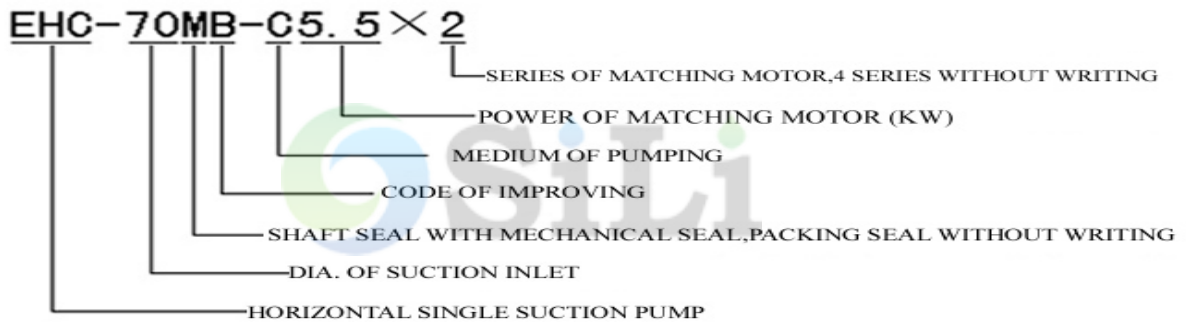 EHC-70MB-C5.5×2
SERIES OF MATCHING MOTOR,4 SERIES WITHOUT WRITING
POWER OF MATCHING MOTOR (KW)
MEDIUM OF PUMPING
CODE OF IMPROVING
SiLi
SHAFT SEAL WITH MECHANICAL SEAL,PACKING SEAL WITHOUT WRITING
DIA. OF SUCTION INLET
HORIZONTAL SINGLE SUCTION PUMP